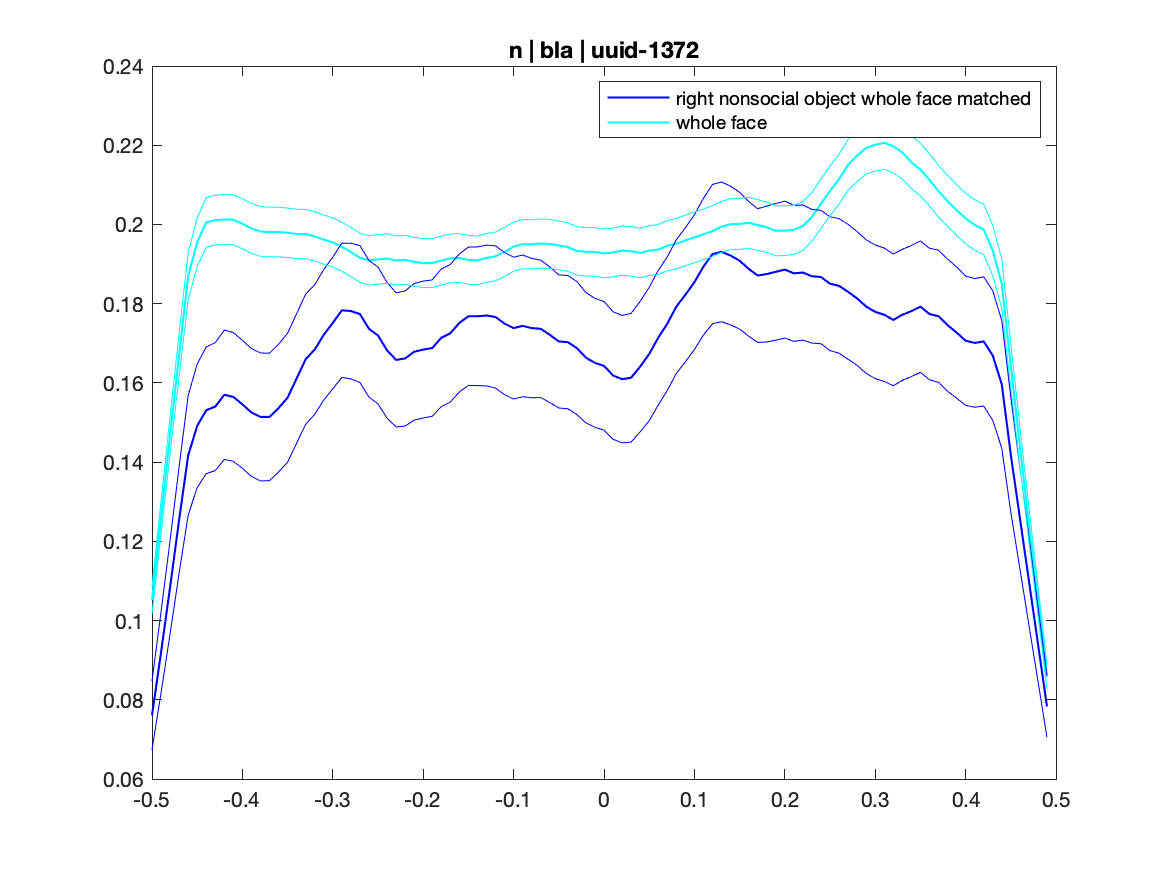 n | bla | uuid-1372
right nonsocial object whole face matched
whole face
0.24
0.22
0.2
0.18
0.16
0.14
0.12
0.1
0.08
0.06
-0.5 -0.4 -0.3 -0.2 -0.1 0 0.1 0.2 0.3 0.4 0.5